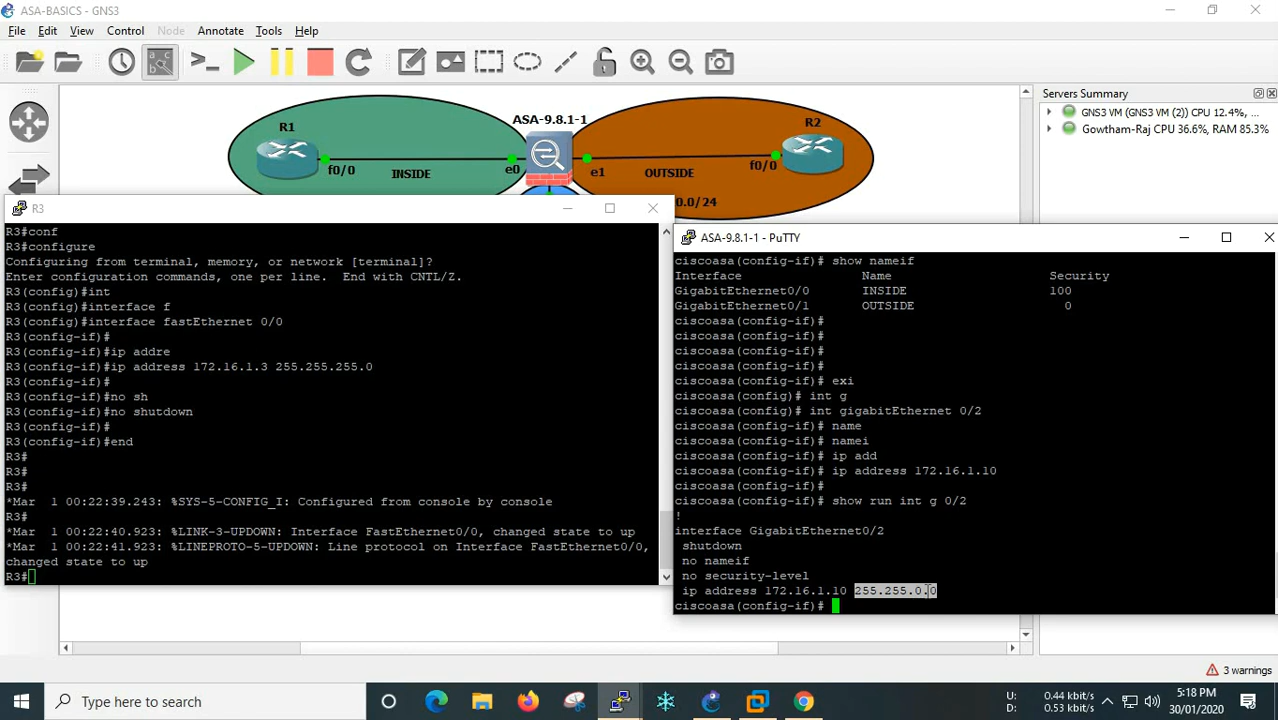 ASA-BASICS - GNS3
File Edit View Control Node Annotate Tools Help
Servers Summary
GNS3 VM (GNS3 VM (2)) CPU 12.4%, ...
Gowtham-Raj CPU 36.6%, RAM 85.3%
ASA-9.8.1-1
R1
R2
f0/0
INSIDE
e0
e1
OUTSIDE
f0/0
0.0/24
R3
R3#conf
R3#configure
Configuring from terminal, memory, or network [terminal]?
Enter configuration commands, one per line. End with CNTL/Z.
R3(config)#int
R3(config)#interface f
R3(config)#interface fastEthernet 0/0
R3(config-if)#
R3(config-if)#ip addre
R3(config-if)#ip address 172.16.1.3 255.255.255.0
R3(config-if)#
R3(config-if)#no sh
R3(config-if)#no shutdown
R3(config-if)#
R3(config-if)#end
R3#
R3#
R3#
*Mar 1 00:22:39.243: %SYS-5-CONFIG_I: Configured from console by console
R3#
*Mar 1 00:22:40.923: %LINK-3-UPDOWN: Interface FastEthernet0/0, changed state to up
*Mar 1 00:22:41.923: %LINEPROTO-5-UPDOWN: Line protocol on Interface FastEthernet0/0,
changed state to up
R3#
ASA-9.8.1-1 - PuTTY
ciscoasa(config-if)# show nameif
Interface Name Security
GigabitEthernet0/0 INSIDE 100
GigabitEthernet0/1 OUTSIDE 0
ciscoasa(config-if)#
ciscoasa(config-if)#
ciscoasa(config-if)#
ciscoasa(config-if)#
ciscoasa(config-if)# exi
ciscoasa(config)# int g
ciscoasa(config)# int gigabitEthernet 0/2
ciscoasa(config-if)# name
ciscoasa(config-if)# namei
ciscoasa(config-if)# ip add
ciscoasa(config-if)# ip address 172.16.1.10
ciscoasa(config-if)#
ciscoasa(config-if)# show run int g 0/2
!
interface GigabitEthernet0/2
shutdown
no nameif
no security-level
ip address 172.16.1.10 255.255.0.0
ciscoasa(config-if)#
3 warnings
Type here to search
U: 0.44 kbit/s
D: 0.53 kbit/s
5:18 PM
30/01/2020